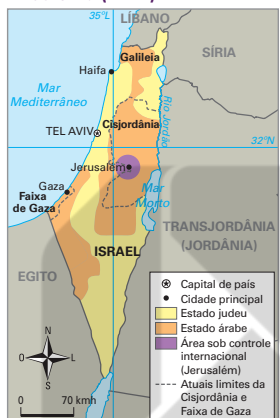 35°L
LÍBANO
Galileia
SÍRIA
Haifa
Mar
Mediterrâneo
Rio Jordão
Cisjordânia
TEL AVIV
32°N
Jerusalém
Gaza
Mar
Morto
Faixa
de Gaza
TRANSJORDÂNIA
(JORDÂNIA)
ISRAEL
EGITO
Capital de país
Cidade principal
Estado judeu
Estado árabe
Área sob controle
internacional
(Jerusalém)
Atuais limites da
Cisjordânia e
Faixa de Gaza
N
O
L
S
0 70 kmh